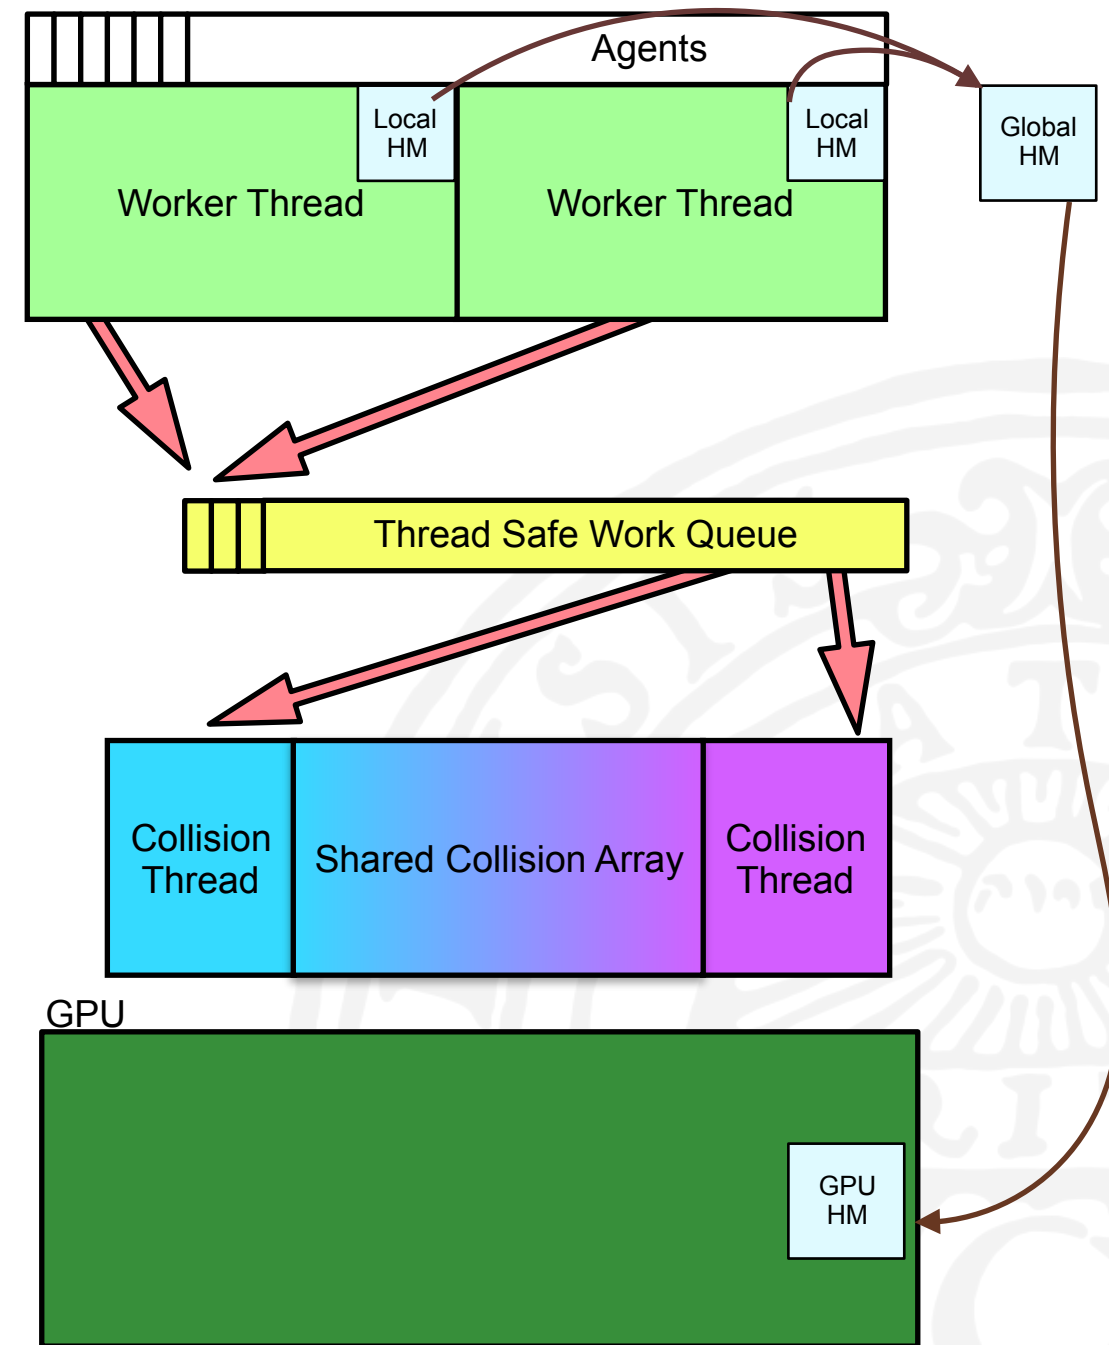 Agents
Local
HM
Local
HM
Global
HM
Worker Thread
Worker Thread
Thread Safe Work Queue
Collision
Thread
Shared Collision Array
Collision
Thread
GPU
GPU
HM